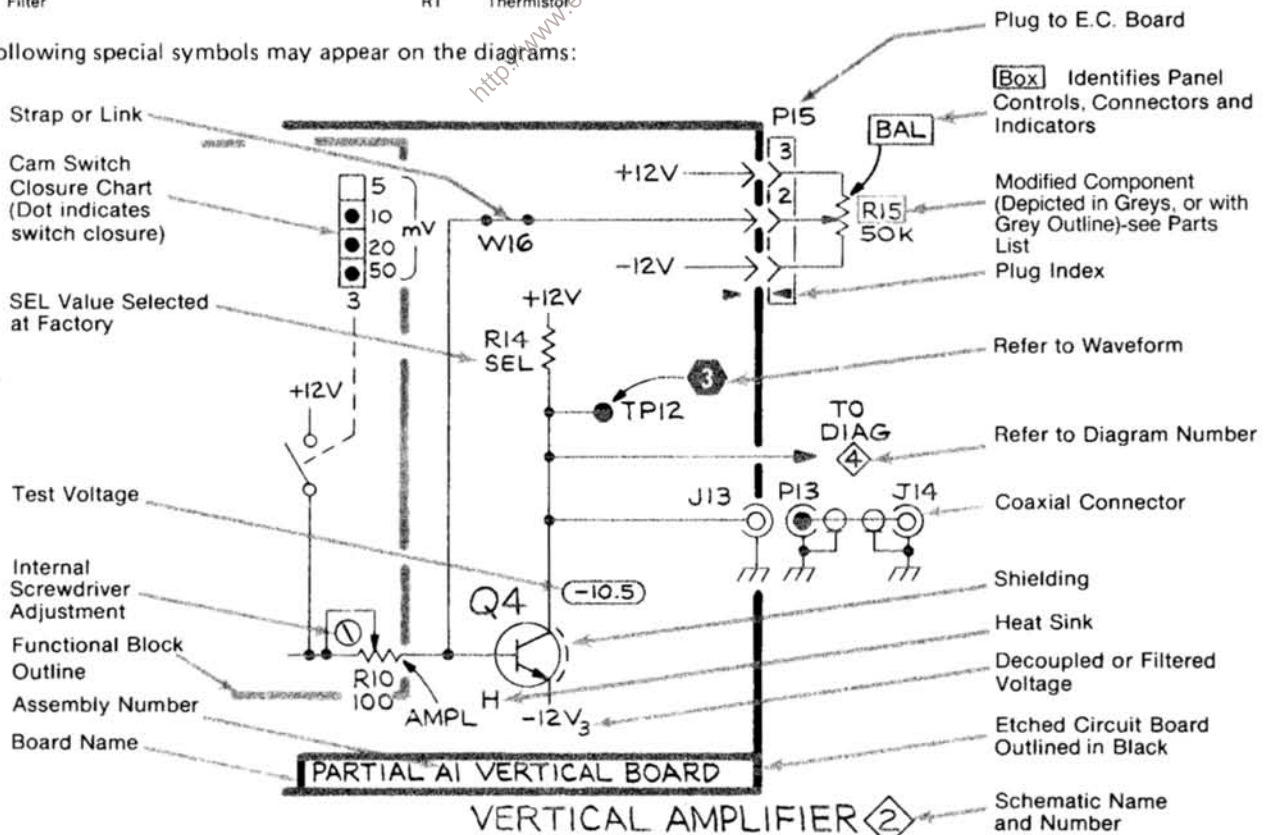 Filter
RT Thermistor
http://www.
ollowing special symbols may appear on the diagrams:
Strap or Link
Cam Switch
Closure Chart
(Dot indicates
switch closure)
SEL Value Selected
at Factory
Test Voltage
Internal
Screwdriver
Adjustment
Functional Block
Outline
Assembly Number
Board Name
5
10
20
50
mV
3
+12V
R10
100
AMPL
W16
+12V
-12V
+12V
R14
SEL
3
TP12
TO
DIAG
4
J13
P13
J14
-10.5
Q4
H
-12V3
P15
3
2
BAL
R15
50K
PARTIAL A1 VERTICAL BOARD
VERTICAL AMPLIFIER 2
Plug to E.C. Board
Box Identifies Panel
Controls, Connectors and
Indicators
Modified Component
(Depicted in Greys, or with
Grey Outline)-see Parts
List
Plug Index
Refer to Waveform
Refer to Diagram Number
Coaxial Connector
Shielding
Heat Sink
Decoupled or Filtered
Voltage
Etched Circuit Board
Outlined in Black
Schematic Name
and Number